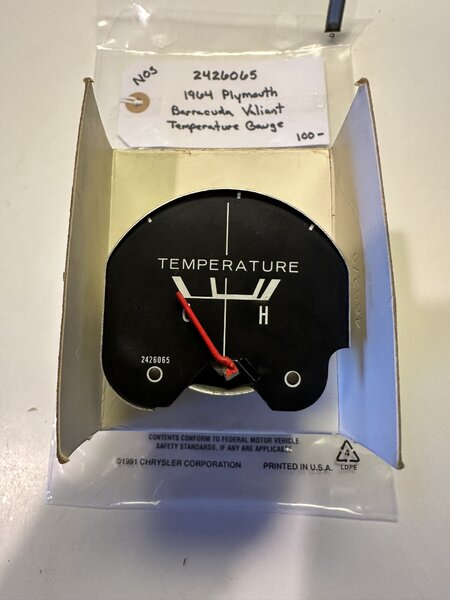 NOS
2426065
1964 Plymouth
Barracuda Valiant
Temperature Gauge
100-
TEMPERATURE
C H
2426065
CONTENTS CONFORM TO FEDERAL MOTOR VEHICLE
SAFETY STANDARDS, IF ANY ARE APPLICABLE
©1991 CHRYSLER CORPORATION PRINTED IN U.S.A.
4
LDPE